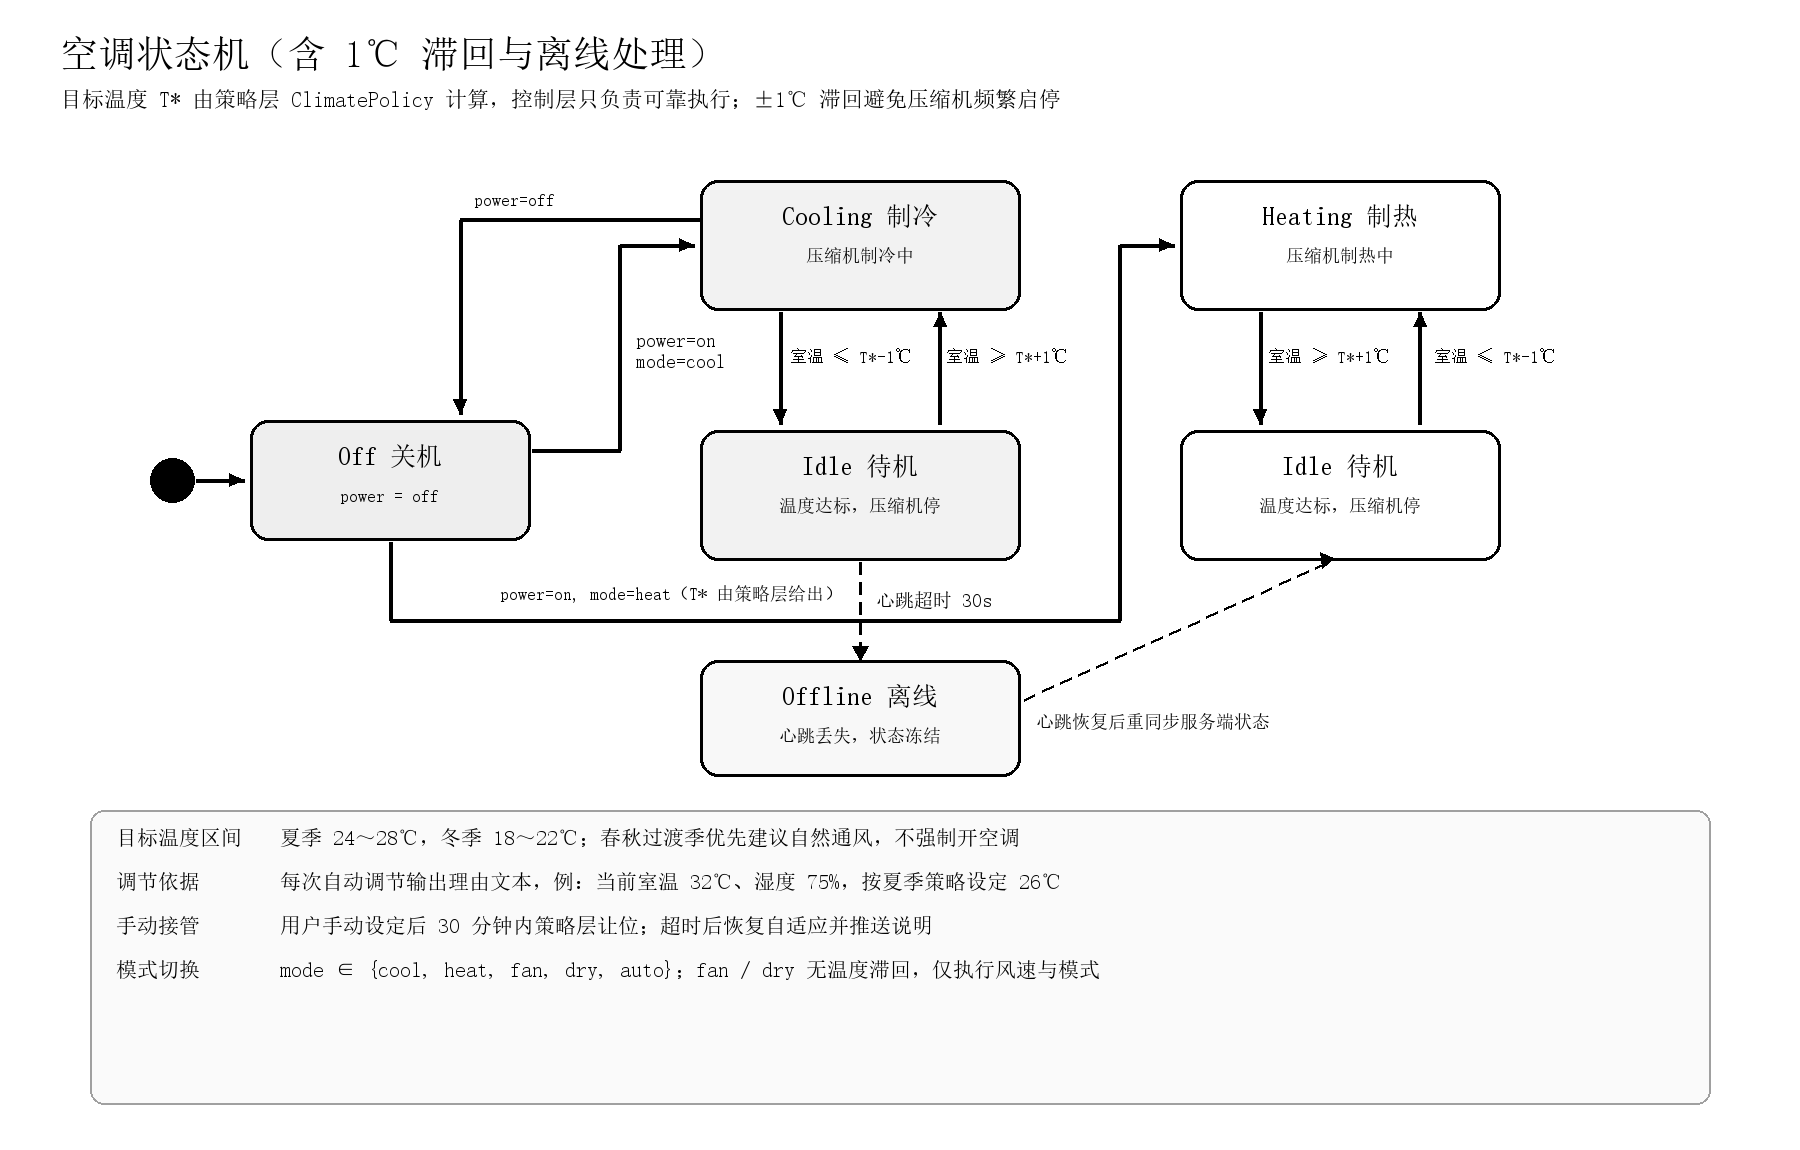 空调状态机（含 1℃ 滞回与离线处理）
目标温度 T* 由策略层 ClimatePolicy 计算，控制层只负责可靠执行；±1℃ 滞回避免压缩机频繁启停
power=off
Cooling 制冷
压缩机制冷中
Heating 制热
压缩机制热中
power=on
mode=cool
室温 ≤ T*-1℃
室温 ≥ T*+1℃
室温 ≥ T*+1℃
室温 ≤ T*-1℃
Off 关机
power = off
Idle 待机
温度达标，压缩机停
Idle 待机
温度达标，压缩机停
power=on, mode=heat（T* 由策略层给出）
心跳超时 30s
Offline 离线
心跳丢失，状态冻结
心跳恢复后重同步服务端状态
目标温度区间 夏季 24～28℃，冬季 18～22℃；春秋过渡季优先建议自然通风，不强制开空调
调节依据 每次自动调节输出理由文本，例：当前室温 32℃、湿度 75%，按夏季策略设定 26℃
手动接管 用户手动设定后 30 分钟内策略层让位；超时后恢复自适应并推送说明
模式切换 mode ∈ {cool, heat, fan, dry, auto}；fan / dry 无温度滞回，仅执行风速与模式